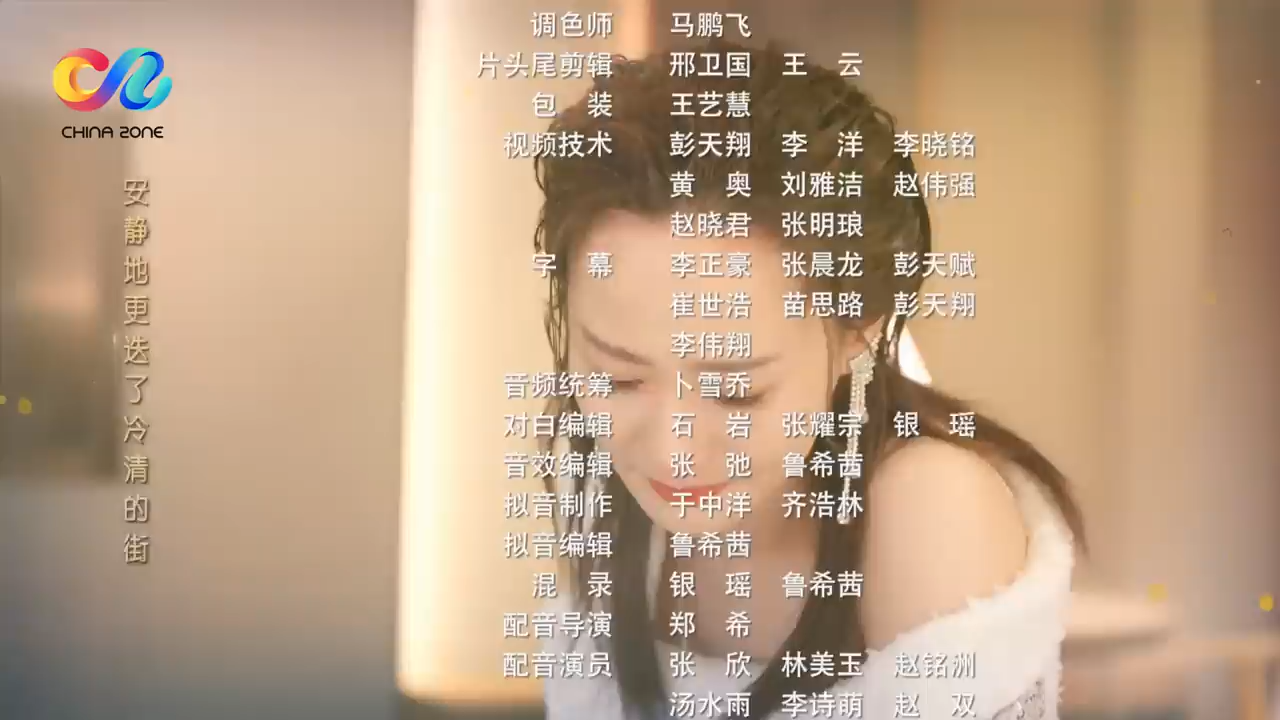 CHINA ZONE
安静地更迭了冷清的街
调色师 马鹏飞
片头尾剪辑 邢卫国 王 云
包 装 王艺慧
视频技术 彭天翔 李 洋 李晓铭
黄 奥 刘雅洁 赵伟强
赵晓君 张明琅
字 幕 李正豪 张晨龙 彭天赋
崔世浩 苗思路 彭天翔
李伟翔
音频统筹 卜雪乔
对白编辑 石 岩 张耀宗 银 瑶
音效编辑 张 弛 鲁希茜
拟音制作 于中洋 齐浩林
拟音编辑 鲁希茜
混 录 银 瑶 鲁希茜
配音导演 郑 希
配音演员 张 欣 林美玉 赵铭洲
汤水雨 李诗萌 赵 双